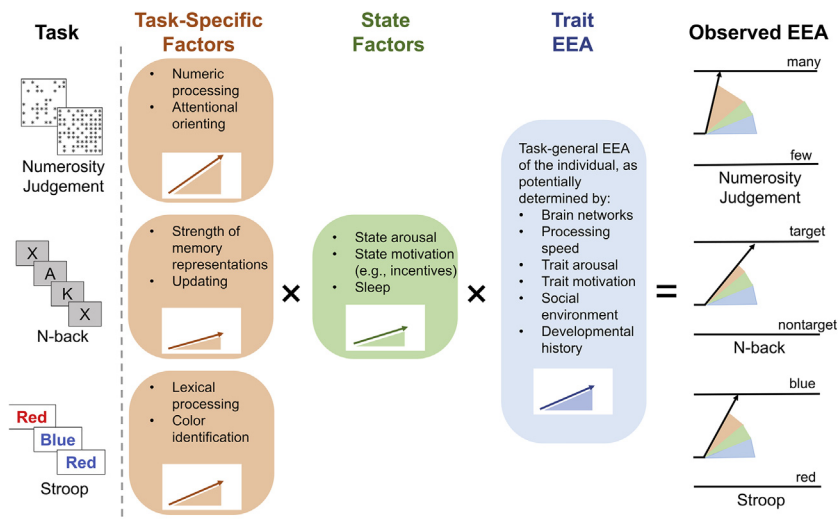 Task
Task-Specific
Factors
State
Factors
Trait
EEA
Observed EEA
Numerosity
Judgement
• Numeric
processing
• Attentional
orienting
many
few
Numerosity
Judgement
X
A
K
X
N-back
• Strength of
memory
representations
• Updating
×
• State arousal
• State motivation
(e.g., incentives)
• Sleep
×
Task-general EEA
of the individual, as
potentially
determined by:
• Brain networks
• Processing
speed
• Trait arousal
• Trait motivation
• Social
environment
• Developmental
history
=
target
nontarget
N-back
Red
Blue
Red
Stroop
• Lexical
processing
• Color
identification
blue
red
Stroop